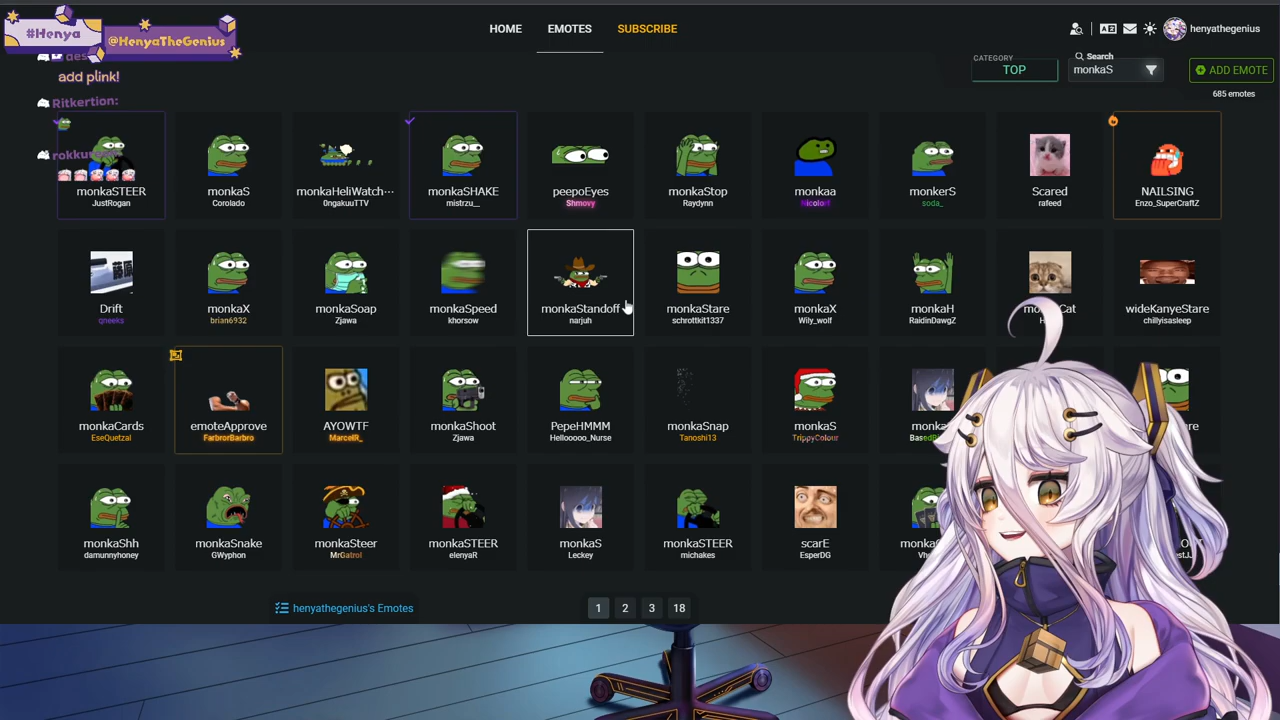 #Henya
@HenyaTheGenius
HOME
EMOTES
SUBSCRIBE
henyathegenius
add plink!
CATEGORY
TOP
Search
monkaS
ADD EMOTE
685 emotes
Ritkertion:
monkaSTEER
JustRogan
monkaS
Corolado
monkaHeliWatch...
0ngakuuTTV
monkaSHAKE
mistrzu__
peepoEyes
Shmovy
monkaStop
Raydynn
monkaa
Nicolorf
monkerS
soda_
Scared
rafeed
NAILSING
Enzo_SuperCraftZ
Drift
qneeks
monkaX
brian6932
monkaSoap
Zjawa
monkaSpeed
khorsow
monkaStandoff
narjuh
monkaStare
schrottkit1337
monkaX
Wily_wolf
monkaH
RaidinDawgZ
wideKanyeStare
chillyisasleep
monkaCards
EseQuetzal
emoteApprove
FarbrorBarbro
AYOWTF
MarcelR_
monkaShoot
Zjawa
PepeHMMM
Hellooooo_Nurse
monkaSnap
Tanoshi13
monkaS
TrippyColour
monkaShh
damunnyhoney
monkaSnake
GWyphon
monkaSteer
MrGatrol
monkaSTEER
elenyaR
monkaS
Leckey
monkaSTEER
michakes
scarE
EsperDG
henyathegenius's Emotes
1
2
3
18